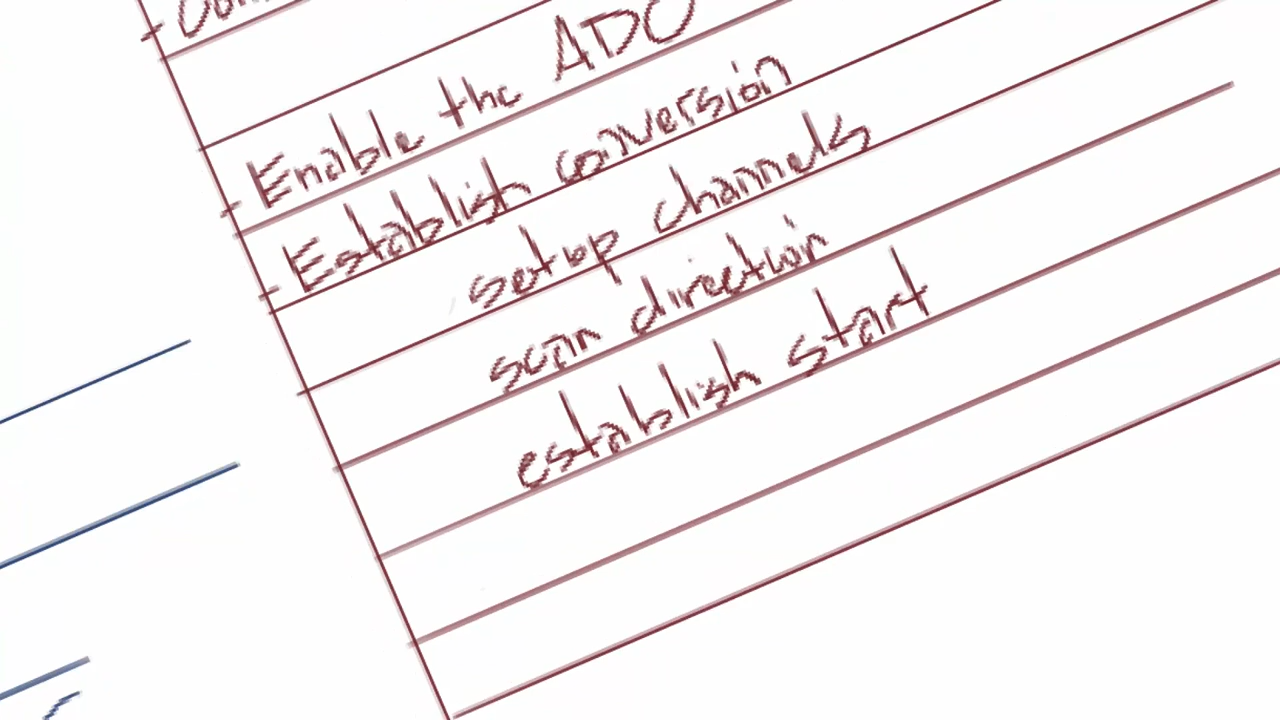 Enable the ADC
Establish conversion
setup channels
scan direction
establish start